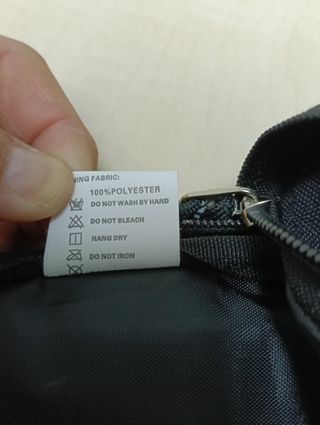 NING FABRIC:
100%POLYESTER
DO NOT WASH BY HAND
DO NOT BLEACH
HANG DRY
DO NOT IRON